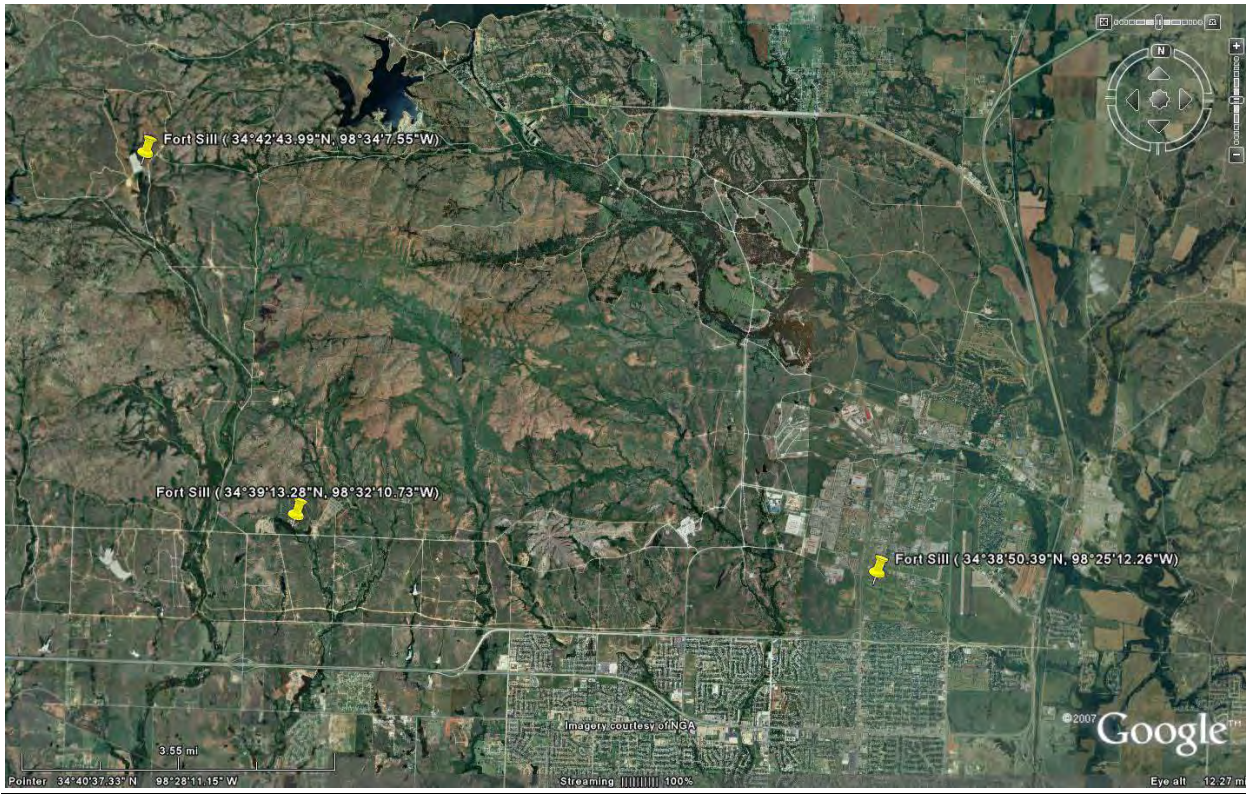 N
Fort Sill ( 34°42'43.99"N, 98°34'7.55"W)
Fort Sill ( 34°39'13.28"N, 98°32'10.73"W)
Fort Sill ( 34°38'50.39"N, 98°25'12.26"W)
Imagery courtesy of NGA
©2007 Google™
3.55 mi
Pointer 34°40'37.33" N 98°28'11.15" W Streaming |||||||||| 100% Eye alt 12.27 mi